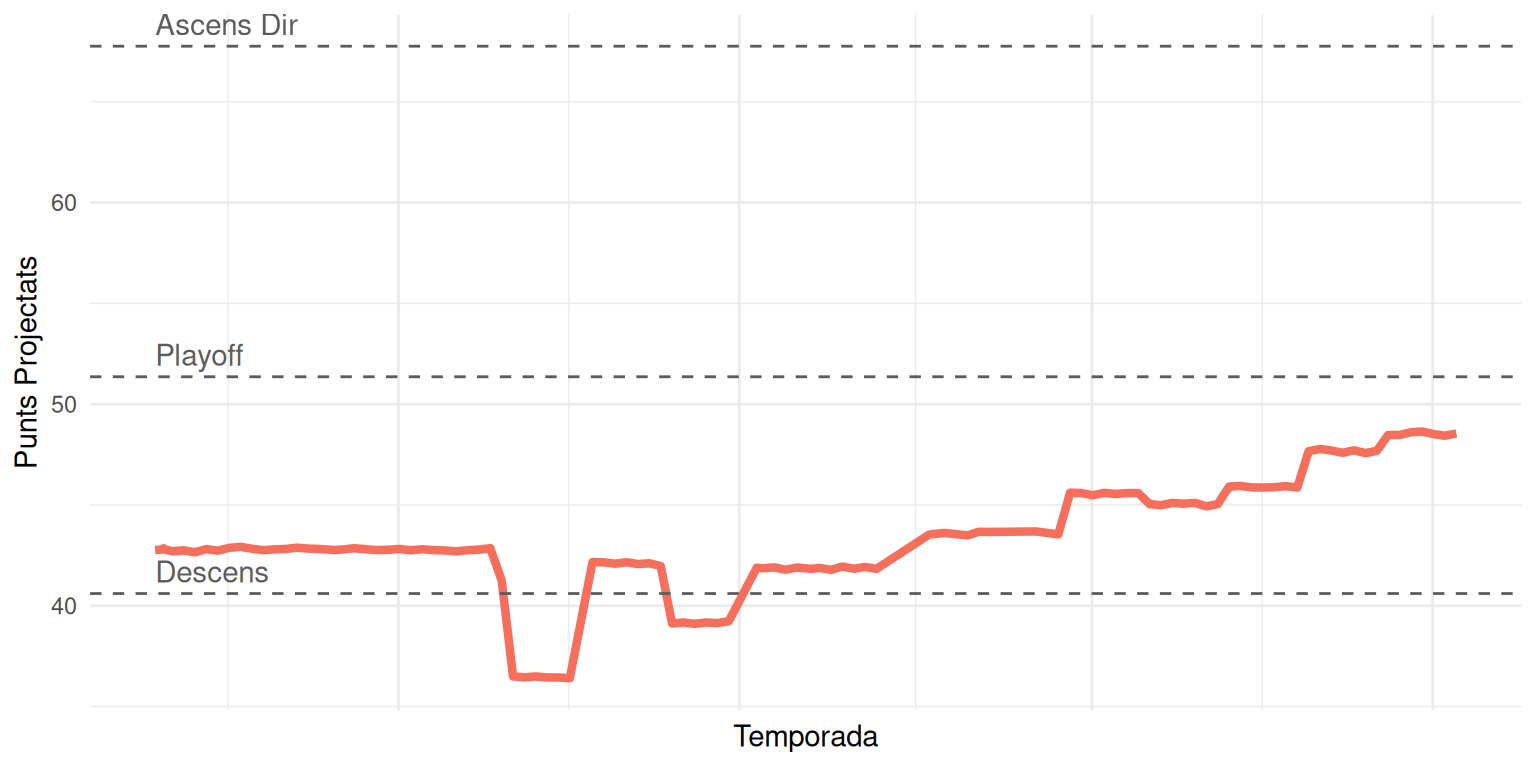 Ascens Dir
60
Playoff
50
Descens
40
Punts Projectats
Temporada